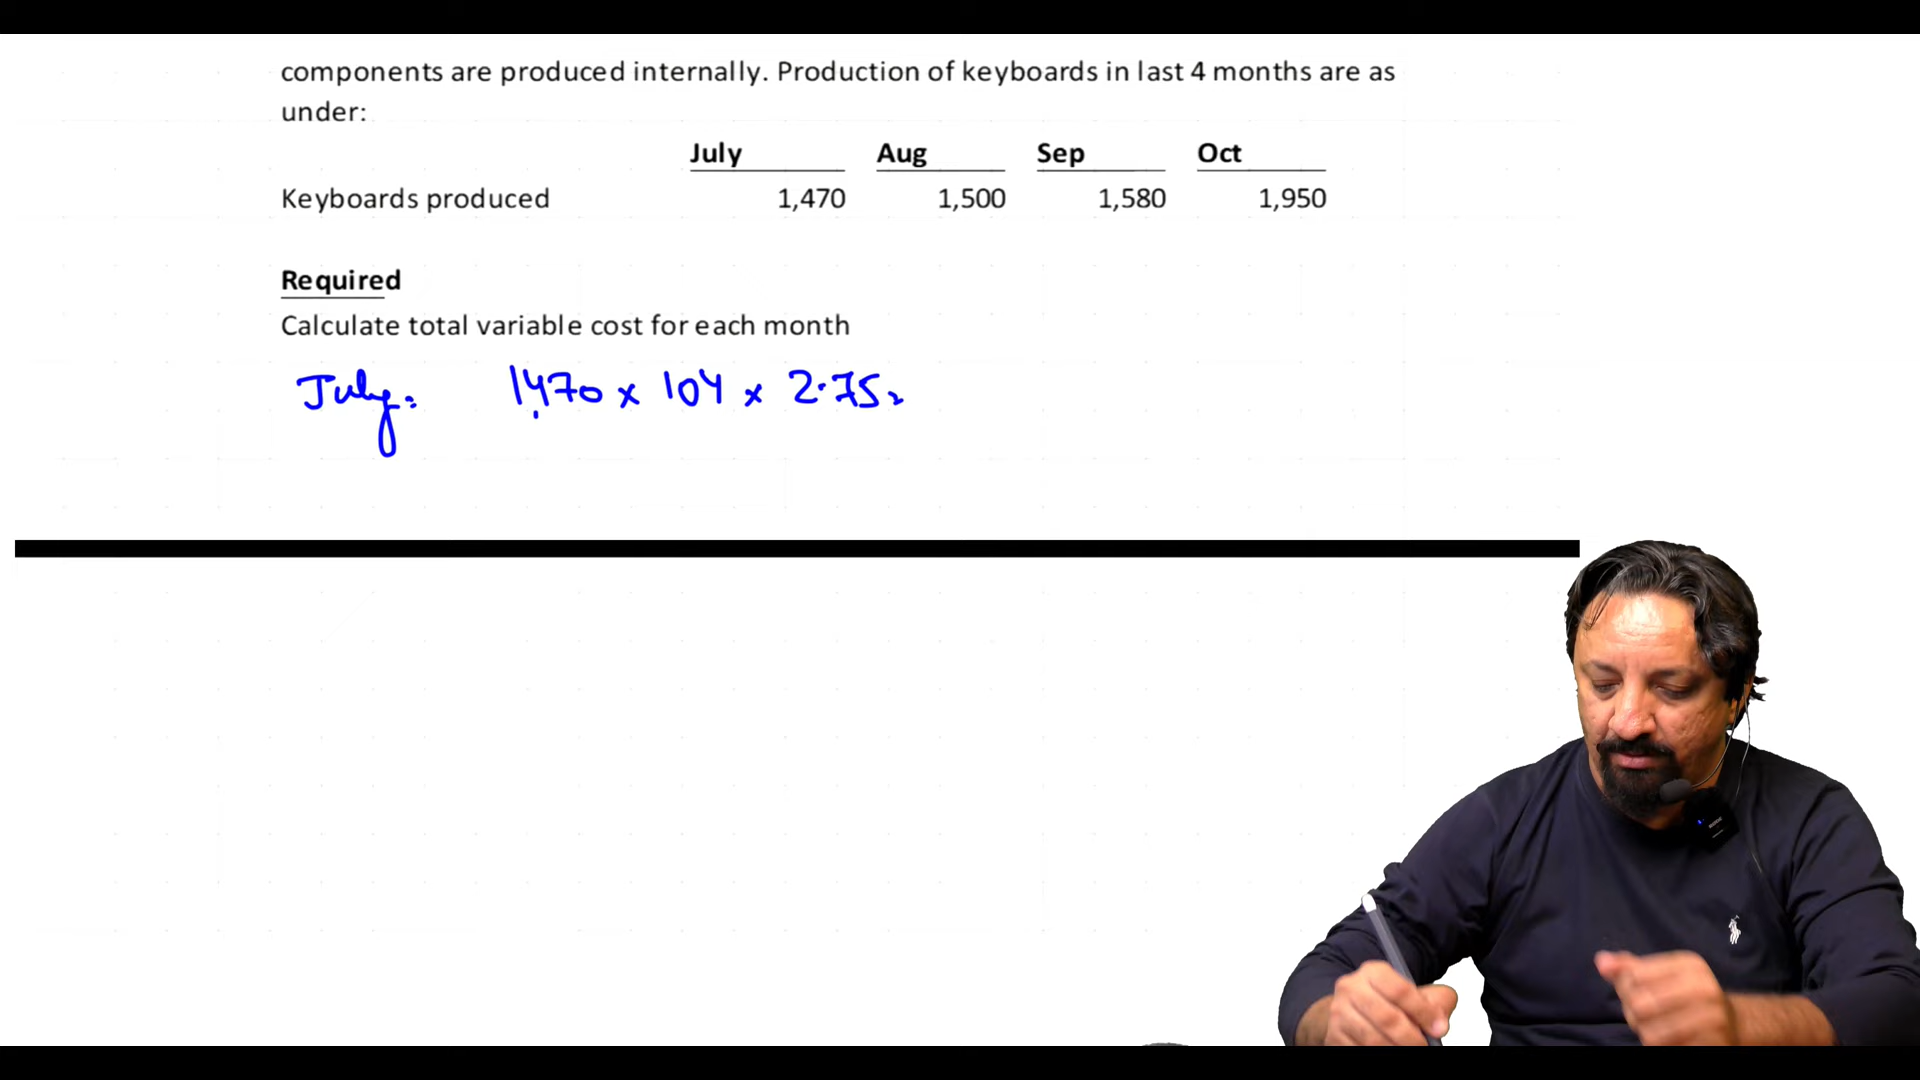 components are produced internally. Production of keyboards in last 4 months are as
under:
July Aug Sep Oct
Keyboards produced 1,470 1,500 1,580 1,950
Required
Calculate total variable cost for each month
July = 1,470 x 104 x 2.75 =